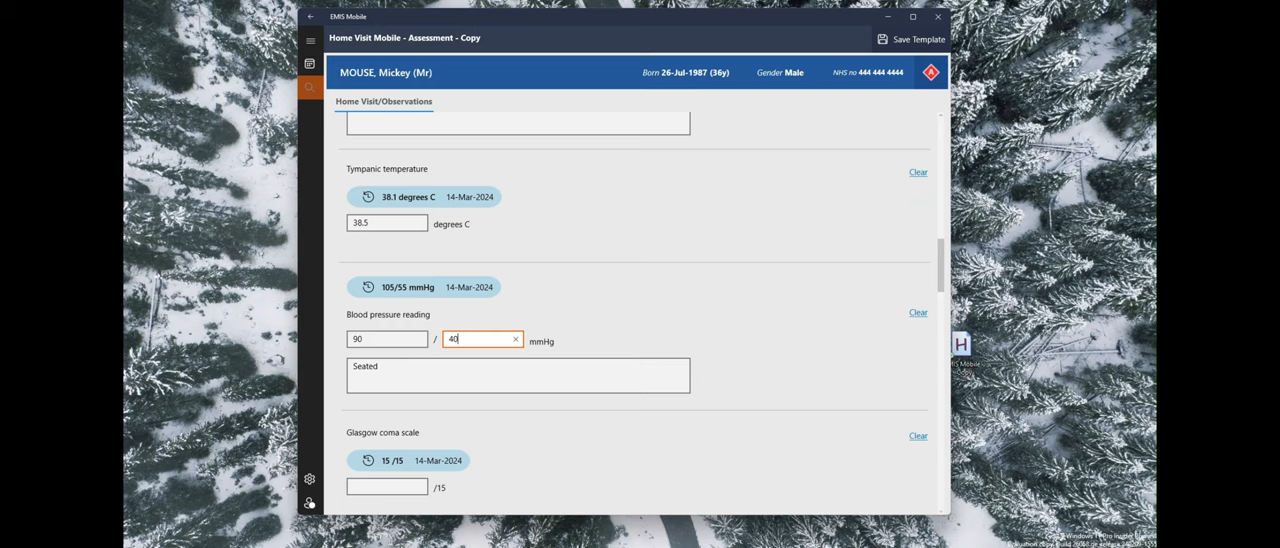 EMIS Mobile
Home Visit Mobile - Assessment - Copy
Save Template
MOUSE, Mickey (Mr)
Born 26-Jul-1987 (36y)
Gender Male
NHS no 444 444 4444
A
Home Visit/Observations
Tympanic temperature
Clear
38.1 degrees C 14-Mar-2024
38.5 degrees C
105/55 mmHg 14-Mar-2024
Blood pressure reading
Clear
90 / 40 mmHg
Seated
Glasgow coma scale
Clear
15 /15 14-Mar-2024
/15
H
EMIS Mobile